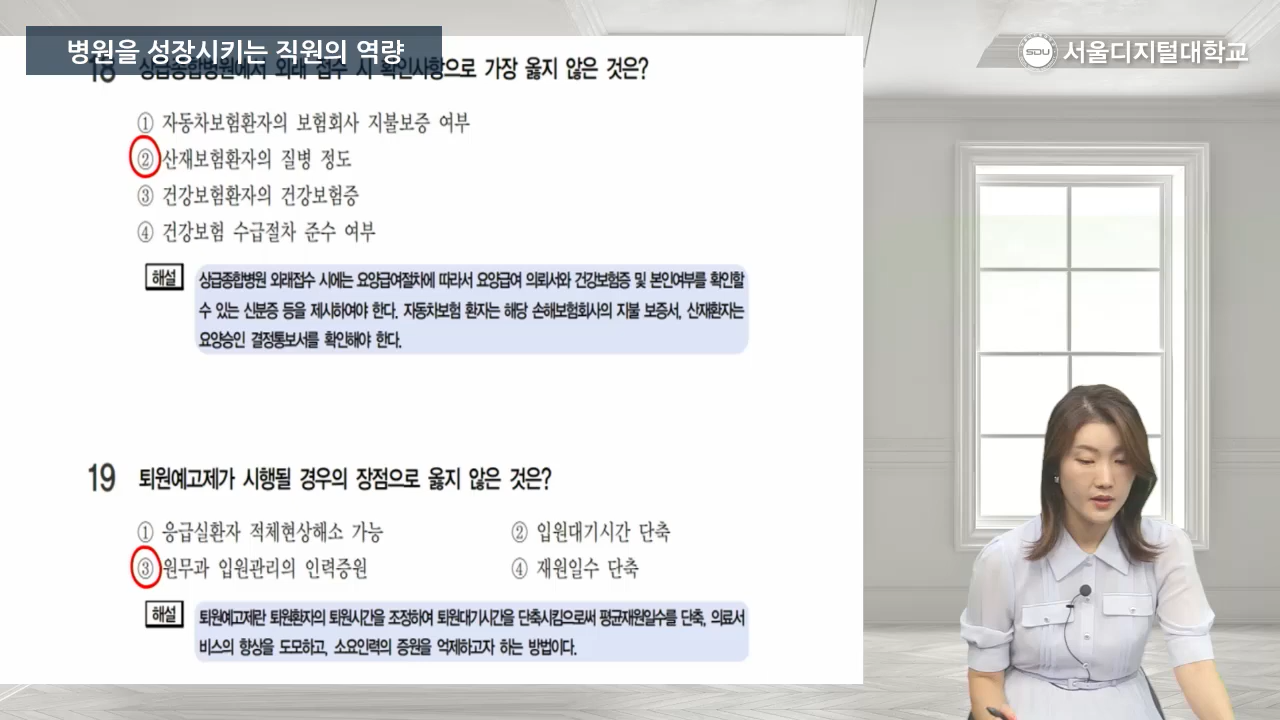 병원을 성장시키는 직원의 역량
SDU 서울디지털대학교
18 상급종합병원에서 외래 접수 시 확인사항으로 가장 옳지 않은 것은?
① 자동차보험환자의 보험회사 지불보증 여부
② 산재보험환자의 질병 정도
③ 건강보험환자의 건강보험증
④ 건강보험 수급절차 준수 여부
해설
상급종합병원 외래접수 시에는 요양급여절차에 따라서 요양급여 의뢰서와 건강보험증 및 본인여부를 확인할
수 있는 신분증 등을 제시하여야 한다. 자동차보험 환자는 해당 손해보험회사의 지불 보증서, 산재환자는
요양승인 결정통보서를 확인해야 한다.
19 퇴원예고제가 시행될 경우의 장점으로 옳지 않은 것은?
① 응급실환자 적체현상해소 가능 ② 입원대기시간 단축
③ 원무과 입원관리의 인력증원 ④ 재원일수 단축
해설
퇴원예고제란 퇴원환자의 퇴원시간을 조정하여 퇴원대기시간을 단축시킴으로써 평균재원일수를 단축, 의료서
비스의 향상을 도모하고, 소요인력의 증원을 억제하고자 하는 방법이다.